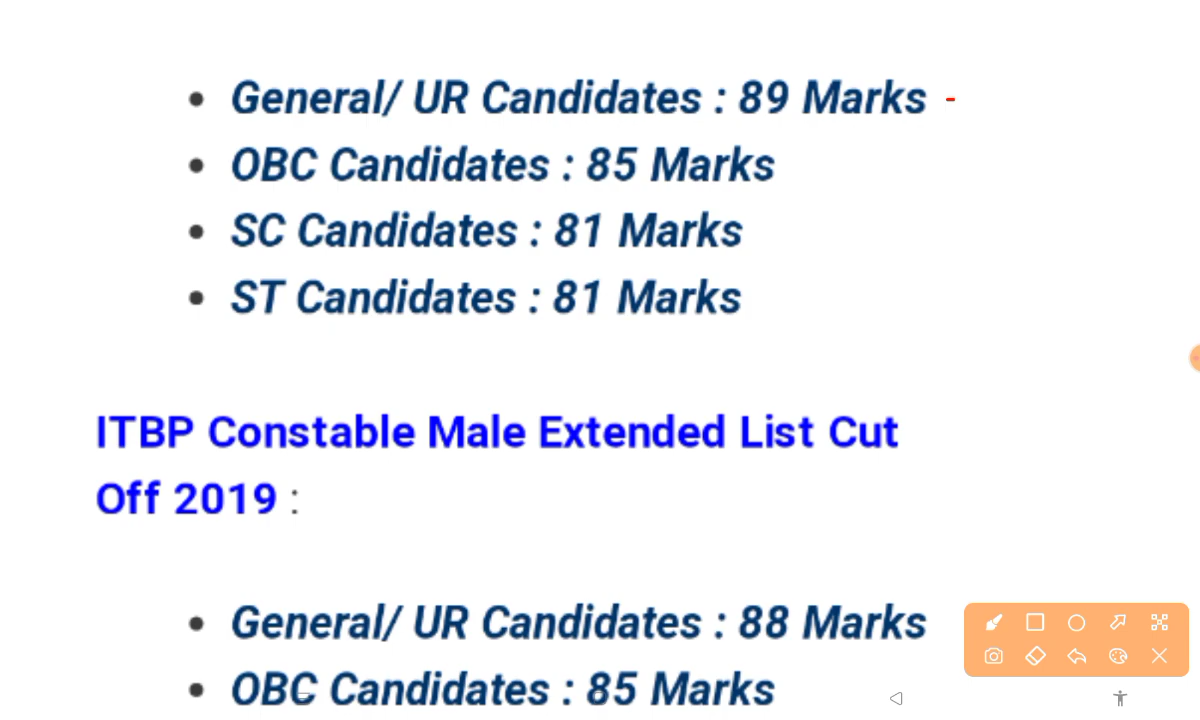 General/ UR Candidates : 89 Marks
OBC Candidates : 85 Marks
SC Candidates : 81 Marks
ST Candidates : 81 Marks
ITBP Constable Male Extended List Cut
Off 2019 :
General/ UR Candidates : 88 Marks
OBC Candidates : 85 Marks